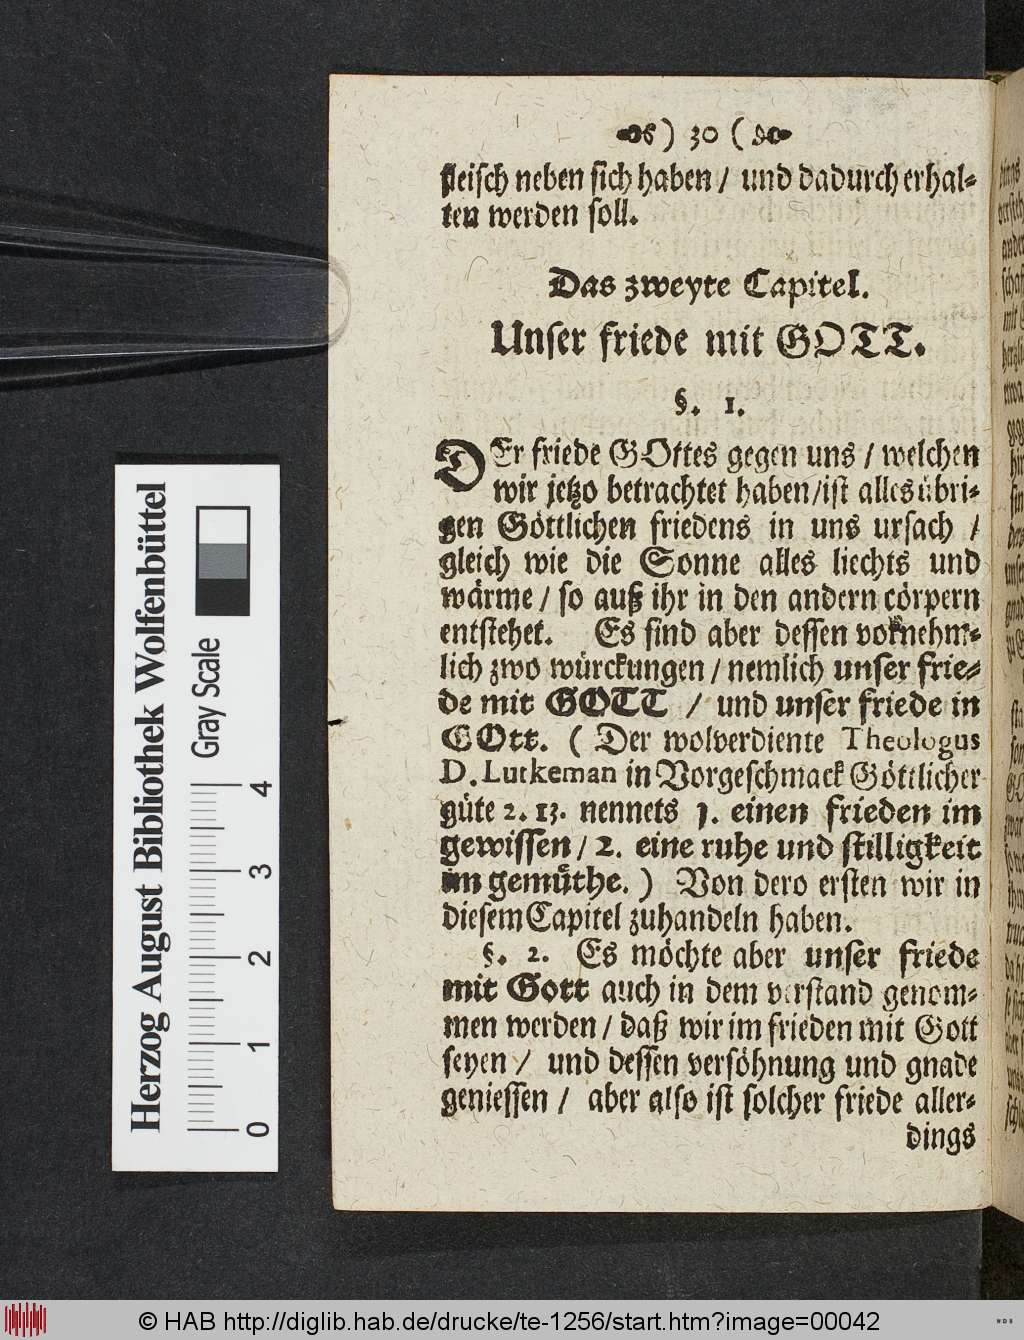 ) 30 (
fleisch neben sich haben / und dadurch erhal-
ten werden soll.
Das zweyte Capitel.
Unser friede mit GOTT.
§. 1.
DEr friede GOttes gegen uns / welchen
wir jetzo betrachtet haben/ist alles übri-
gen Göttlichen friedens in uns ursach /
gleich wie die Sonne alles liechts und
wärme / so auß ihr in den andern cörpern
entstehet. Es sind aber dessen vornehm-
lich zwo würckungen / nemlich unser frie-
de mit GOTT / und unser friede in
GOtt. ( Der wolverdiente Theologus
D. Lutkeman in Vorgeschmack Göttlicher
güte 2. 13. nennets 1. einen frieden im
gewissen / 2. eine ruhe und stilligkeit
im gemüthe. ) Von dero ersten wir in
diesem Capitel zuhandeln haben.
§. 2. Es möchte aber unser friede
mit Gott auch in dem verstand genom-
men werden / daß wir im frieden mit Gott
seyen / und dessen versöhnung und gnade
geniessen / aber also ist solcher friede aller-
dings
Herzog August Bibliothek Wolfenbüttel
Gray Scale
0 1 2 3 4
© HAB http://diglib.hab.de/drucke/te-1256/start.htm?image=00042